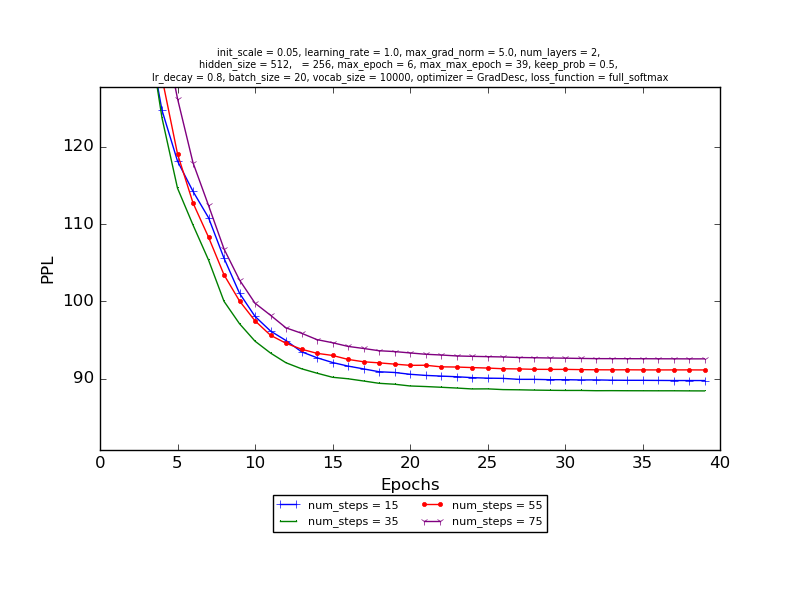 init_scale = 0.05, learning_rate = 1.0, max_grad_norm = 5.0, num_layers = 2,
hidden_size = 512,   = 256, max_epoch = 6, max_max_epoch = 39, keep_prob = 0.5,
lr_decay = 0.8, batch_size = 20, vocab_size = 10000, optimizer = GradDesc, loss_function = full_softmax
120
110
100
90
PPL
0 5 10 15 20 25 30 35 40
Epochs
num_steps = 15 num_steps = 55
num_steps = 35 num_steps = 75